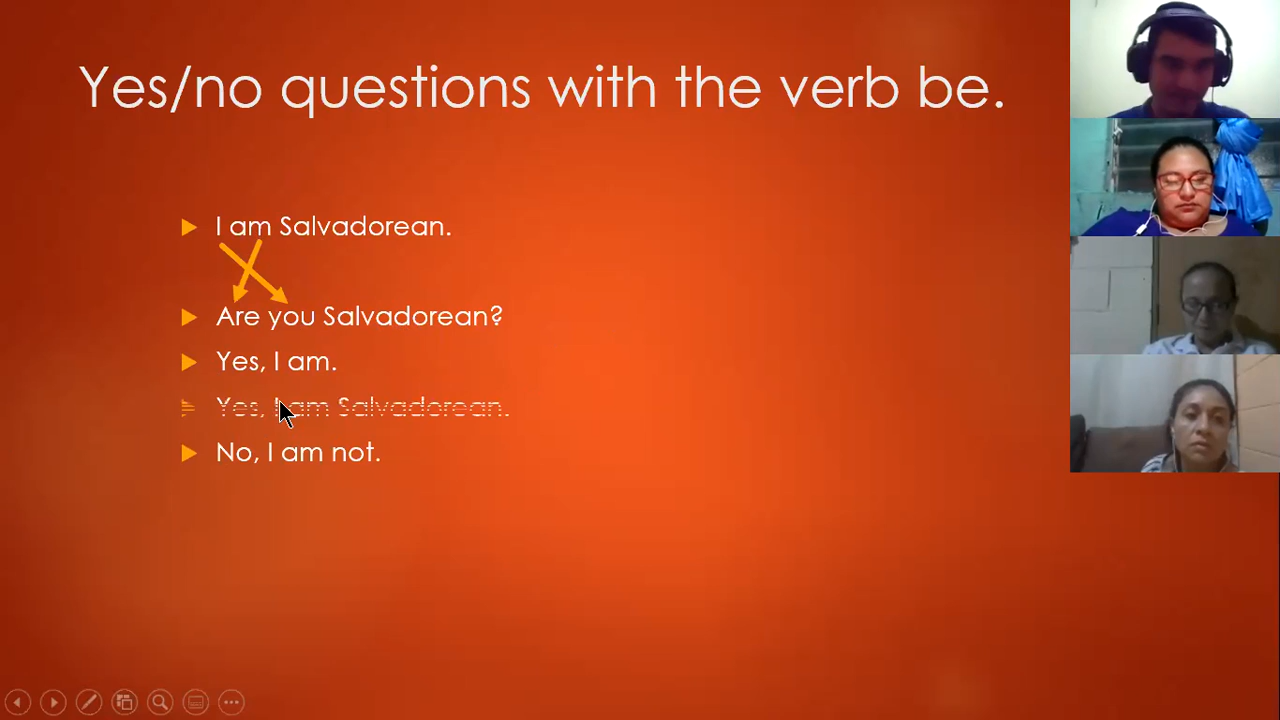 Yes/no questions with the verb be.
I am Salvadorean.
Are you Salvadorean?
Yes, I am.
Yes, I am Salvadorean.
No, I am not.